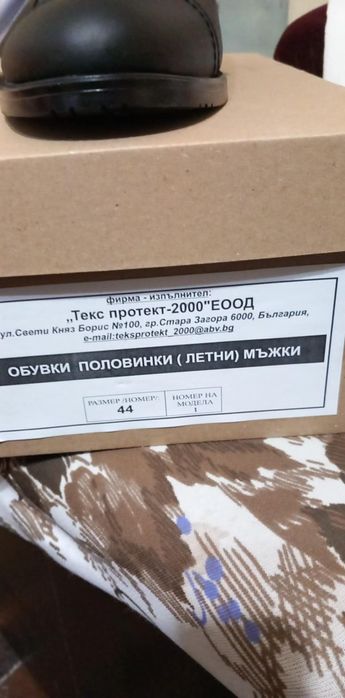 фирма - изпълнител:
„Текс протект-2000"ЕООД
ул.Свети Княз Борис №100, гр.Стара Загора 6000, България,
e-mail:teksprotekt_2000@abv.bg
ОБУВКИ ПОЛОВИНКИ ( ЛЕТНИ) МЪЖКИ
РАЗМЕР /НОМЕР/:
44
НОМЕР НА
МОДЕЛА
1